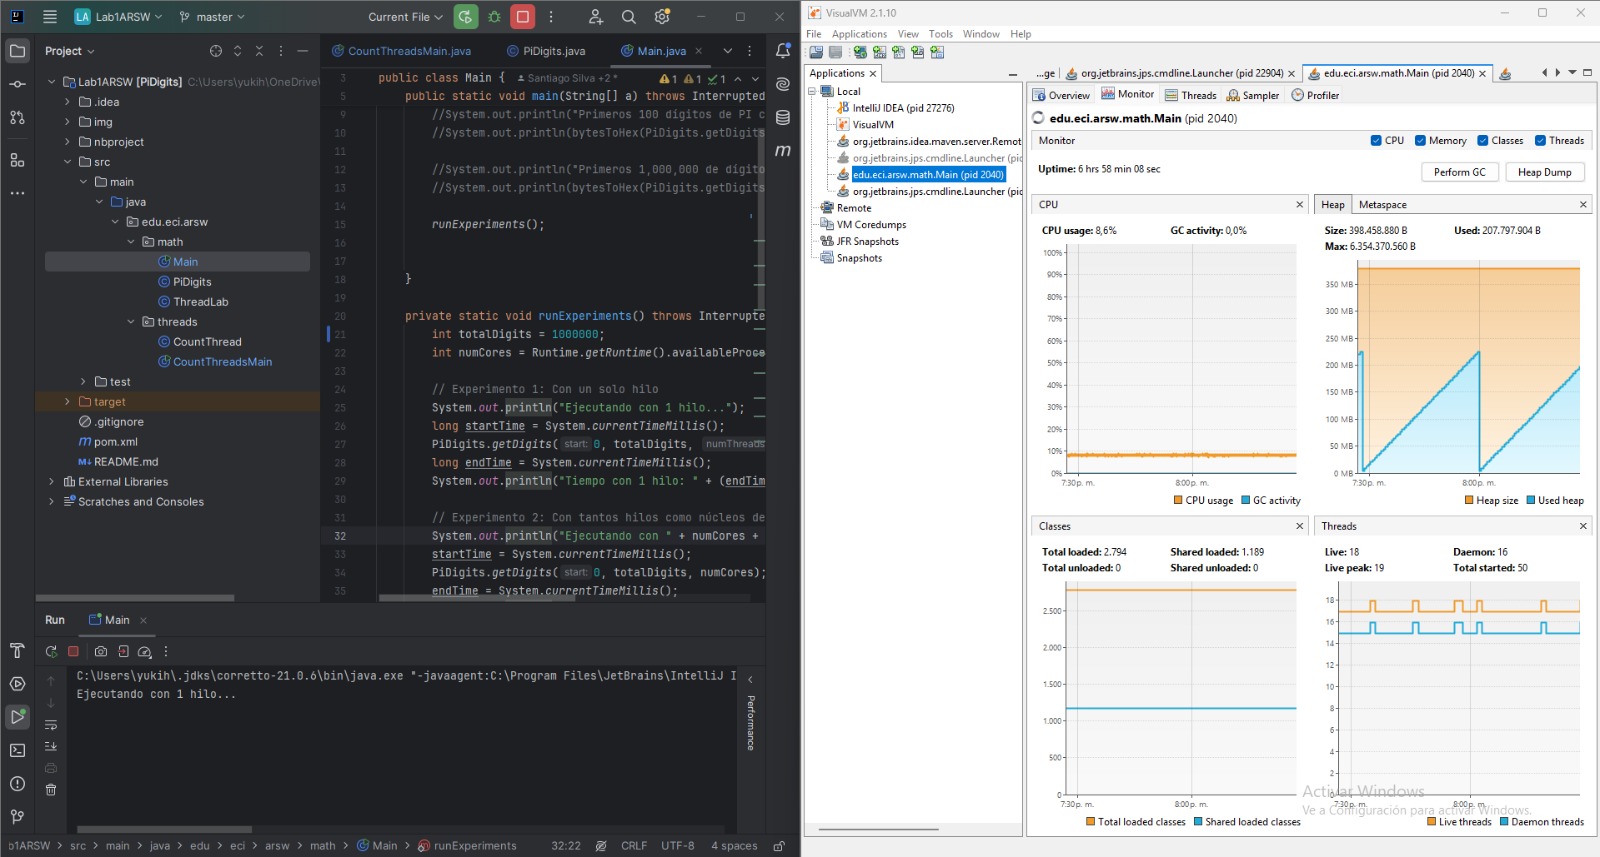 LA Lab1ARSW master Current File
Project
Lab1ARSW [PiDigits] C:\Users\yukih\OneDrive\
.idea
img
nbproject
src
main
java
edu.eci.arsw
math
Main
PiDigits
ThreadLab
threads
CountThread
CountThreadsMain
test
target
.gitignore
pom.xml
README.md
External Libraries
Scratches and Consoles
CountThreadsMain.java PiDigits.java Main.java
3 public class Main { Santiago Silva +2 * 1 1 1
5 public static void main(String[] a) throws Interrupted
9 //System.out.println("Primeros 100 digitos de PI c
10 //System.out.println(bytesToHex(PiDigits.getDigits
11
12 //System.out.println("Primeros 1,000,000 de digito
13 //System.out.println(bytesToHex(PiDigits.getDigits
14
15 runExperiments();
16
17
18 }
19
20 private static void runExperiments() throws Interrupte
21 int totalDigits = 1000000;
22 int numCores = Runtime.getRuntime().availableProce
23
24 // Experimento 1: Con un solo hilo
25 System.out.println("Ejecutando con 1 hilo...");
26 long startTime = System.currentTimeMillis();
27 PiDigits.getDigits( start: 0, totalDigits, numThreads
28 long endTime = System.currentTimeMillis();
29 System.out.println("Tiempo con 1 hilo: " + (endTim
30
31 // Experimento 2: Con tantos hilos como núcleos de
32 System.out.println("Ejecutando con " + numCores +
33 startTime = System.currentTimeMillis();
34 PiDigits.getDigits( start: 0, totalDigits, numCores);
35 endTime = System.currentTimeMillis();
Run Main
C:\Users\yukih\.jdks\corretto-21.0.6\bin\java.exe "-javaagent:C:\Program Files\JetBrains\IntelliJ I
Ejecutando con 1 hilo...
Performance
b1ARSW > src > main > java > edu > eci > arsw > math > Main > runExperiments 32:22 CRLF UTF-8 4 spaces
VisualVM 2.1.10
File Applications View Tools Window Help
Applications
Local
IntelliJ IDEA (pid 27276)
VisualVM
org.jetbrains.idea.maven.server.Remot
org.jetbrains.jps.cmdline.Launcher (pid
edu.eci.arsw.math.Main (pid 2040)
org.jetbrains.jps.cmdline.Launcher (pid
Remote
VM Coredumps
JFR Snapshots
Snapshots
...ge org.jetbrains.jps.cmdline.Launcher (pid 22904) edu.eci.arsw.math.Main (pid 2040)
Overview Monitor Threads Sampler Profiler
edu.eci.arsw.math.Main (pid 2040)
Monitor CPU Memory Classes Threads
Uptime: 6 hrs 58 min 08 sec Perform GC Heap Dump
CPU
CPU usage: 8,6% GC activity: 0,0%
100%
90%
80%
70%
60%
50%
40%
30%
20%
10%
0%
7:30p. m. 8:00p. m.
CPU usage GC activity
Heap Metaspace
Size: 398.458.880 B Used: 207.797.904 B
Max: 6.354.370.560 B
350 MB
300 MB
250 MB
200 MB
150 MB
100 MB
50 MB
0 MB
7:30p. m. 8:00p. m.
Heap size Used heap
Classes
Total loaded: 2.794 Shared loaded: 1.189
Total unloaded: 0 Shared unloaded: 0
2.500
2.000
1.500
1.000
500
0
7:30p. m. 8:00p. m.
Total loaded classes Shared loaded classes
Threads
Live: 18 Daemon: 16
Live peak: 19 Total started: 50
18
16
14
12
10
8
6
4
2
7:30p. m. 8:00p. m.
Live threads Daemon threads
Activar Windows
Ve a Configuración para activar Windows.